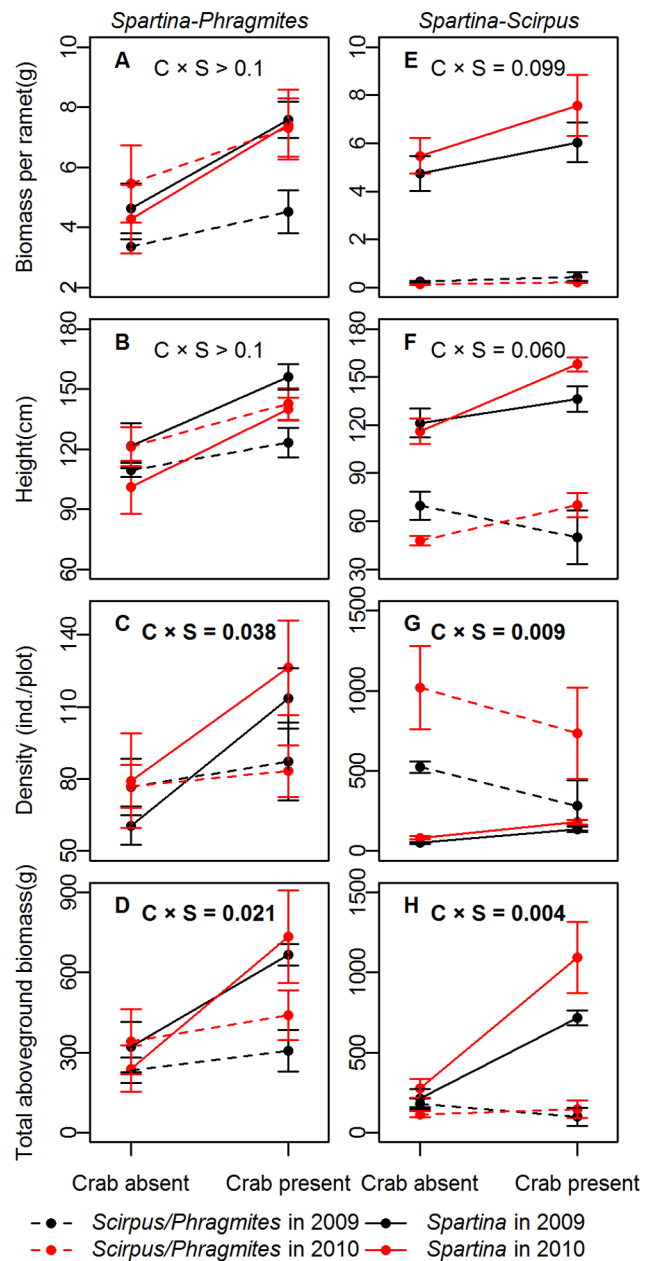 Spartina-Phragmites Spartina-Scirpus
A C × S > 0.1
Biomass per ramet(g)
10
8
6
4
2
E C × S = 0.099
10
8
6
4
2
0
B C × S > 0.1
Height(cm)
180
150
120
90
60
F C × S = 0.060
180
150
120
90
60
30
C C × S = 0.038
Density (ind./plot)
140
110
80
50
G C × S = 0.009
1500
1000
500
0
D C × S = 0.021
Total aboveground biomass(g)
900
600
300
0
H C × S = 0.004
1500
1000
500
0
Crab absent Crab present Crab absent Crab present
Scirpus/Phragmites in 2009 Spartina in 2009
Scirpus/Phragmites in 2010 Spartina in 2010